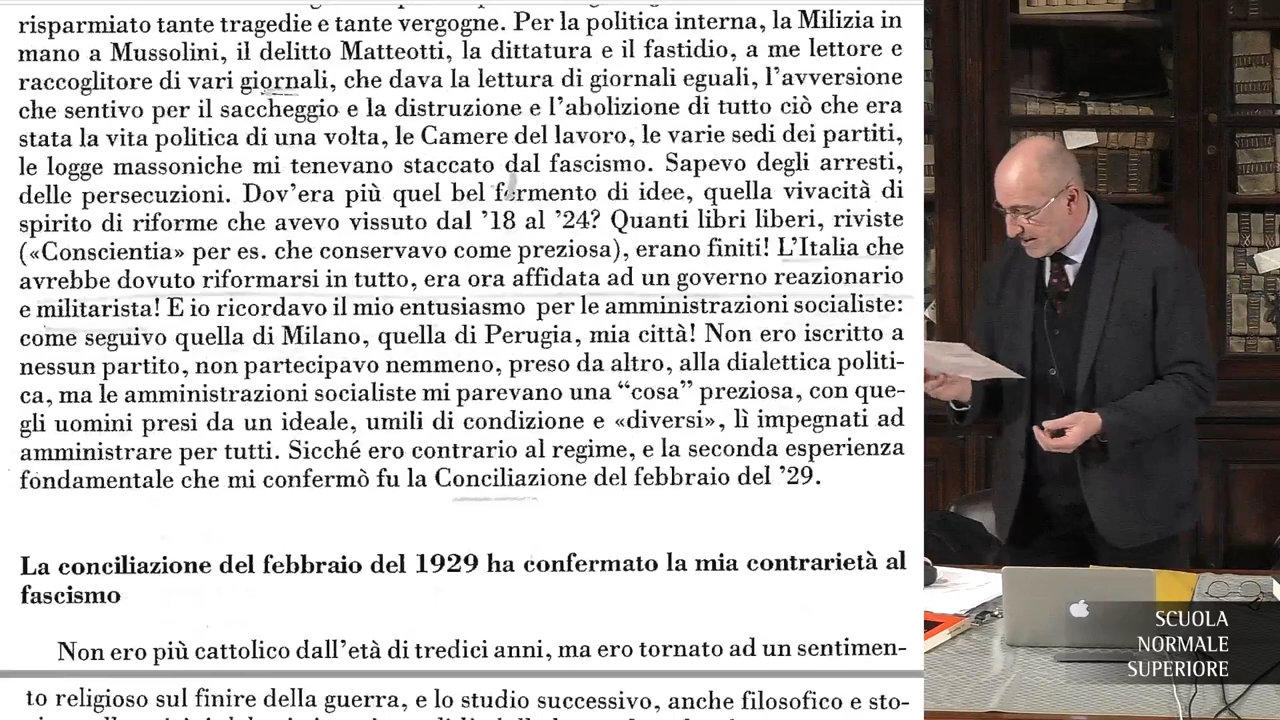 risparmiato tante tragedie e tante vergogne. Per la politica interna, la Milizia in
mano a Mussolini, il delitto Matteotti, la dittatura e il fastidio, a me lettore e
raccoglitore di vari giornali, che dava la lettura di giornali eguali, l'avversione
che sentivo per il saccheggio e la distruzione e l'abolizione di tutto ciò che era
stata la vita politica di una volta, le Camere del lavoro, le varie sedi dei partiti,
le logge massoniche mi tenevano staccato dal fascismo. Sapevo degli arresti,
delle persecuzioni. Dov'era più quel bel fermento di idee, quella vivacità di
spirito di riforme che avevo vissuto dal '18 al '24? Quanti libri liberi, riviste
(«Conscientia» per es. che conservavo come preziosa), erano finiti! L'Italia che
avrebbe dovuto riformarsi in tutto, era ora affidata ad un governo reazionario
e militarista! E io ricordavo il mio entusiasmo per le amministrazioni socialiste:
come seguivo quella di Milano, quella di Perugia, mia città! Non ero iscritto a
nessun partito, non partecipavo nemmeno, preso da altro, alla dialettica politi-
ca, ma le amministrazioni socialiste mi parevano una "cosa" preziosa, con que-
gli uomini presi da un ideale, umili di condizione e «diversi», lì impegnati ad
amministrare per tutti. Sicché ero contrario al regime, e la seconda esperienza
fondamentale che mi confermò fu la Conciliazione del febbraio del '29.
La conciliazione del febbraio del 1929 ha confermato la mia contrarietà al
fascismo
Non ero più cattolico dall'età di tredici anni, ma ero tornato ad un sentimen-
to religioso sul finire della guerra, e lo studio successivo, anche filosofico e sto-
SCUOLA
NORMALE
SUPERIORE